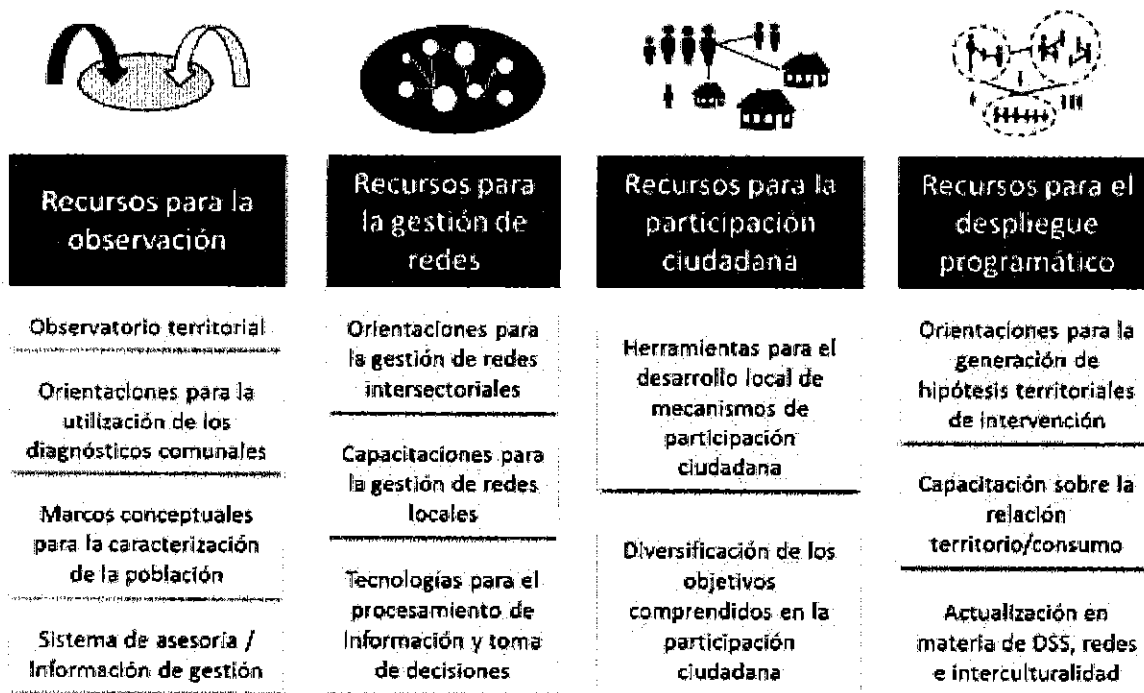 Recursos para la
observación
Observatorio territorial
Orientaciones para la
utilización de los
diagnósticos comunales
Marcos conceptuales
para la caracterización
de la población
Sistema de asesoría /
Información de gestión
Recursos para
la gestión de
redes
Orientaciones para
la gestión de redes
intersectoriales
Capacitaciones para
la gestión de redes
locales
Tecnologías para el
procesamiento de
información y toma
de decisiones
Recursos para la
participación
ciudadana
Herramientas para el
desarrollo local de
mecanismos de
participación
ciudadana
Diversificación de los
objetivos
comprendidos en la
participación
ciudadana
Recursos para el
despliegue
programático
Orientaciones para la
generación de
hipótesis territoriales
de intervención
Capacitación sobre la
relación
territorio/consumo
Actualización en
materia de DSS, redes
e interculturalidad